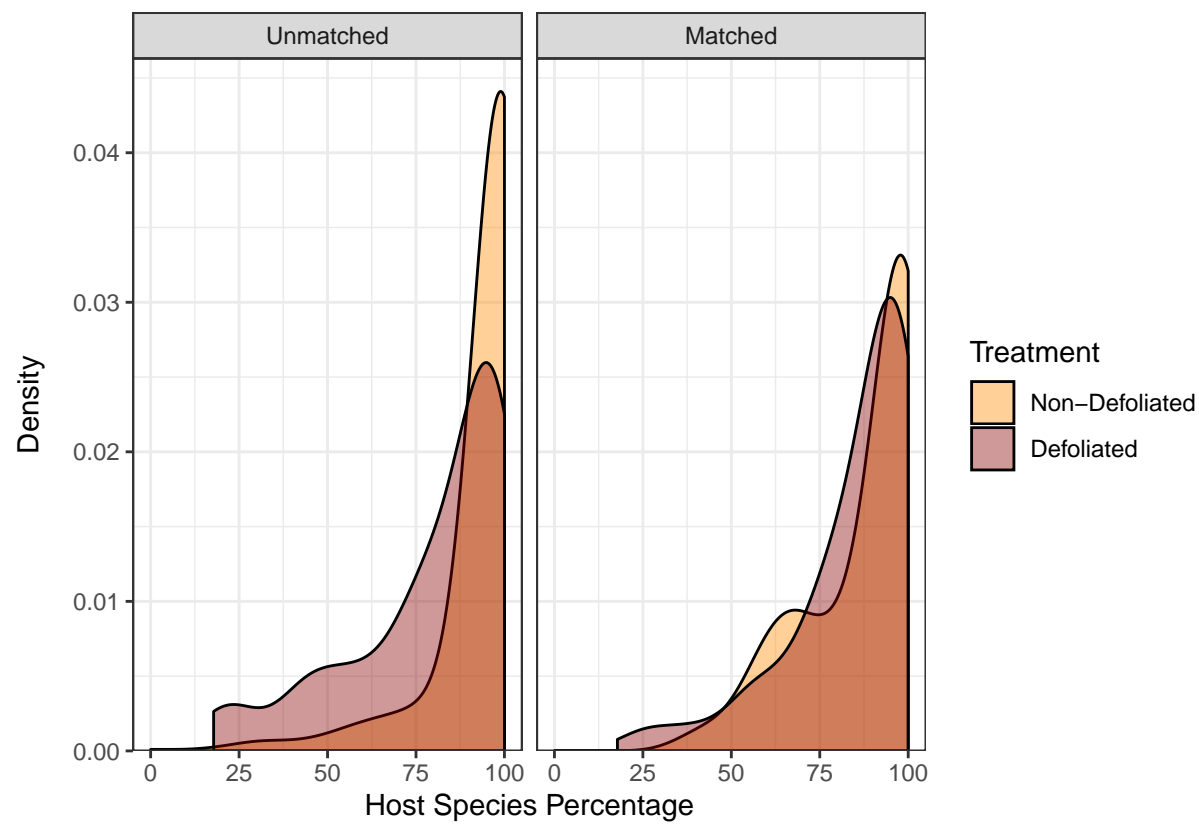 Unmatched
Matched
Density
0.04
0.03
0.02
0.01
0.00
0 25 50 75 100
0 25 50 75 100
Host Species Percentage
Treatment
Non−Defoliated
Defoliated